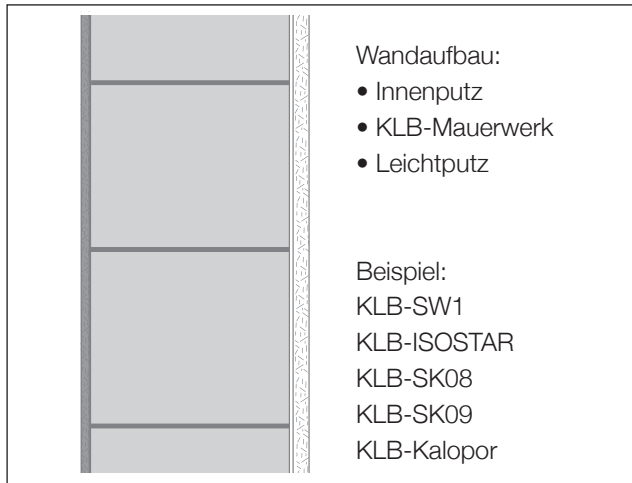 Wandaufbau:
• Innenputz
• KLB-Mauerwerk
• Leichtputz
Beispiel:
KLB-SW1
KLB-ISOSTAR
KLB-SK08
KLB-SK09
KLB-Kalopor